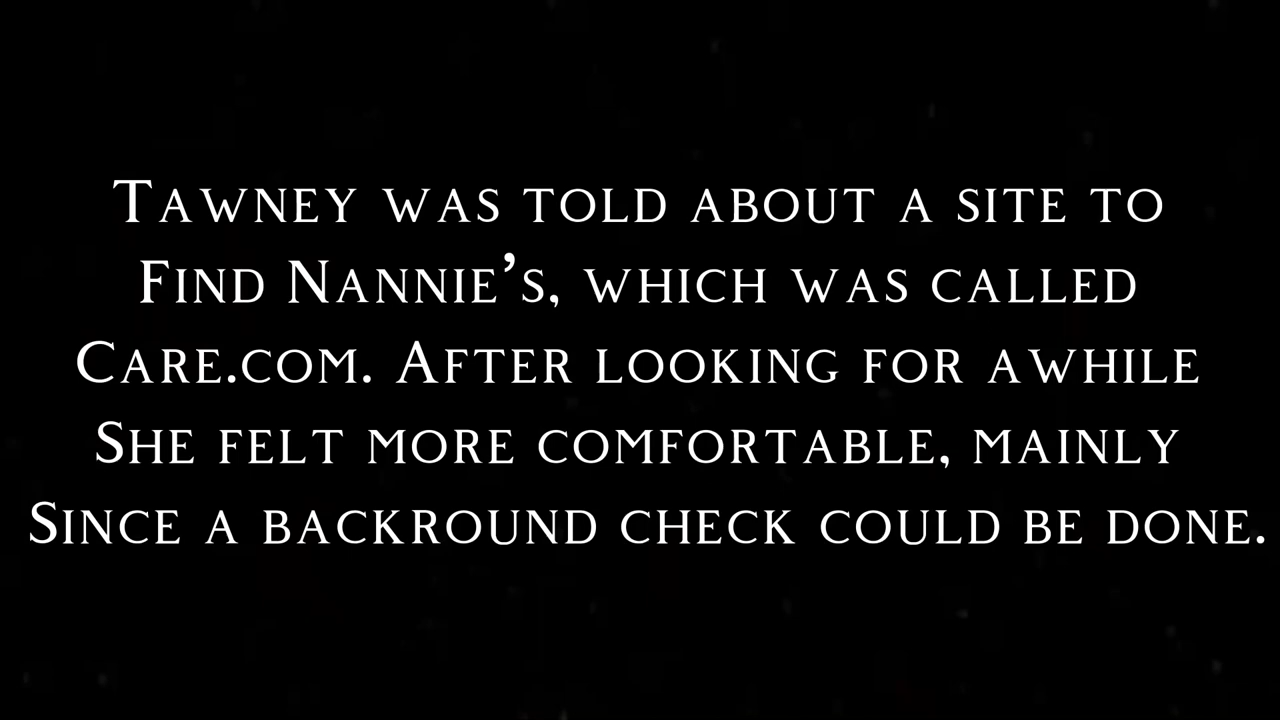 Tawney was told about a site to
Find Nannie’s, which was called
Care.com. After looking for awhile
She felt more comfortable, mainly
Since a backround check could be done.